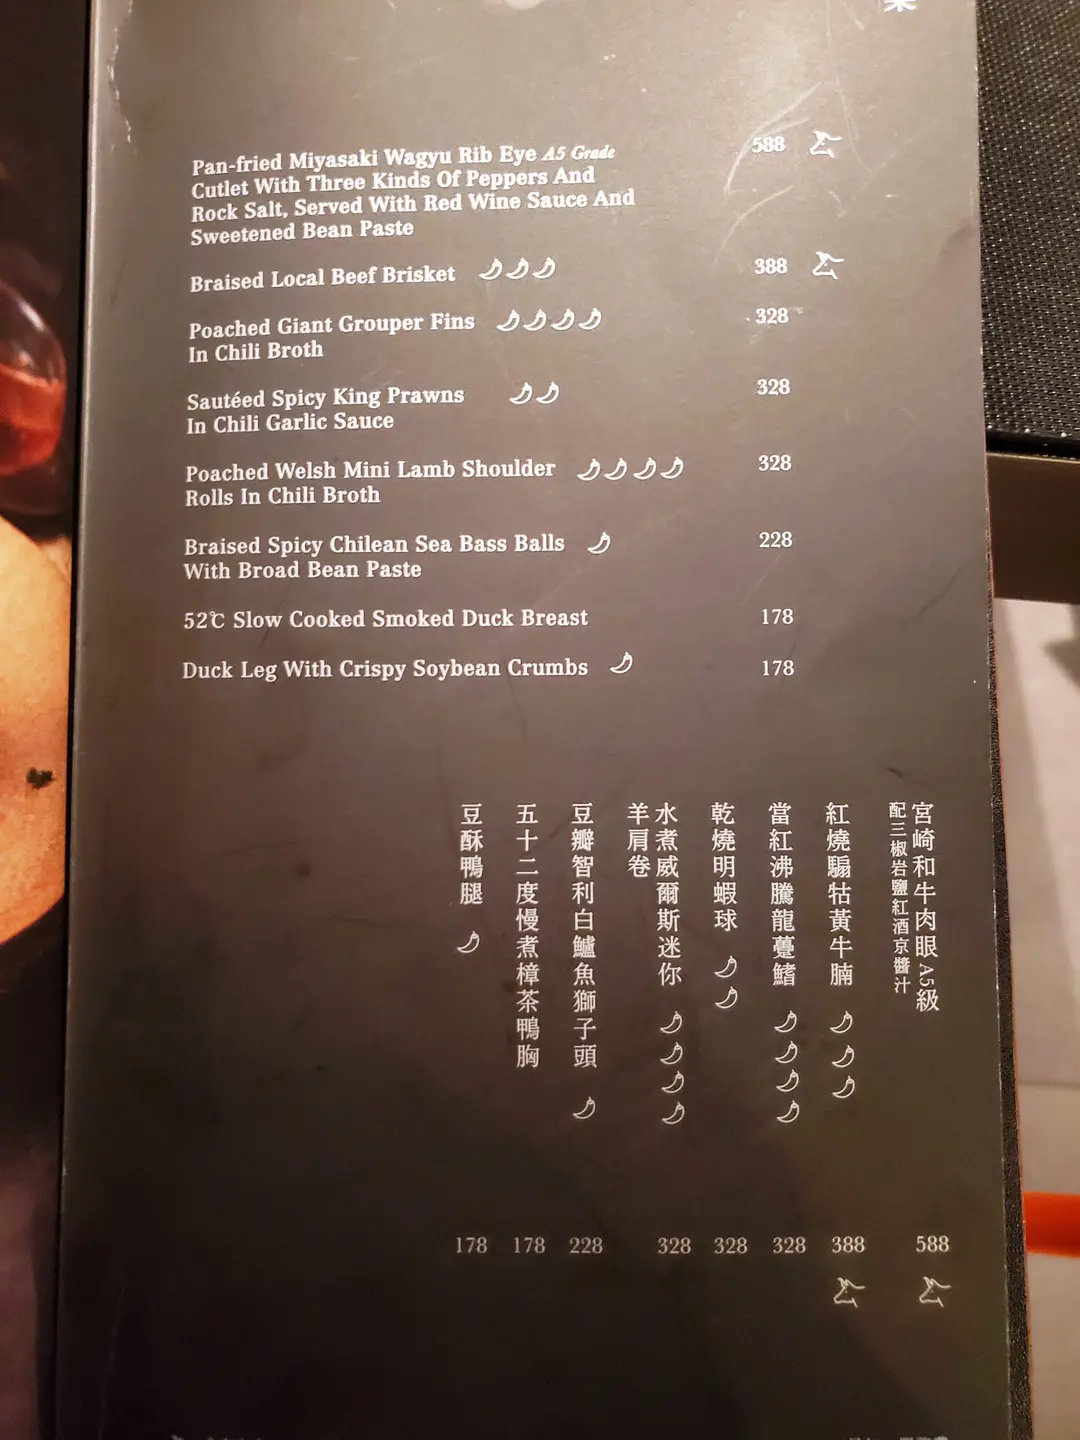 菜
Pan-fried Miyasaki Wagyu Rib Eye A5 Grade 588
Cutlet With Three Kinds Of Peppers And
Rock Salt, Served With Red Wine Sauce And
Sweetened Bean Paste
Braised Local Beef Brisket 388
Poached Giant Grouper Fins 328
In Chili Broth
Sautéed Spicy King Prawns 328
In Chili Garlic Sauce
Poached Welsh Mini Lamb Shoulder 328
Rolls In Chili Broth
Braised Spicy Chilean Sea Bass Balls 228
With Broad Bean Paste
52℃ Slow Cooked Smoked Duck Breast 178
Duck Leg With Crispy Soybean Crumbs 178
宮崎和牛肉眼A5級
配三椒岩鹽紅酒京醬汁
588
紅燒騸牯黃牛腩
388
當紅沸騰龍躉鰭
328
乾燒明蝦球
328
水煮威爾斯迷你
羊肩卷
328
豆瓣智利白鱸魚獅子頭
228
五十二度慢煮樟茶鴨胸
178
豆酥鴨腿
178